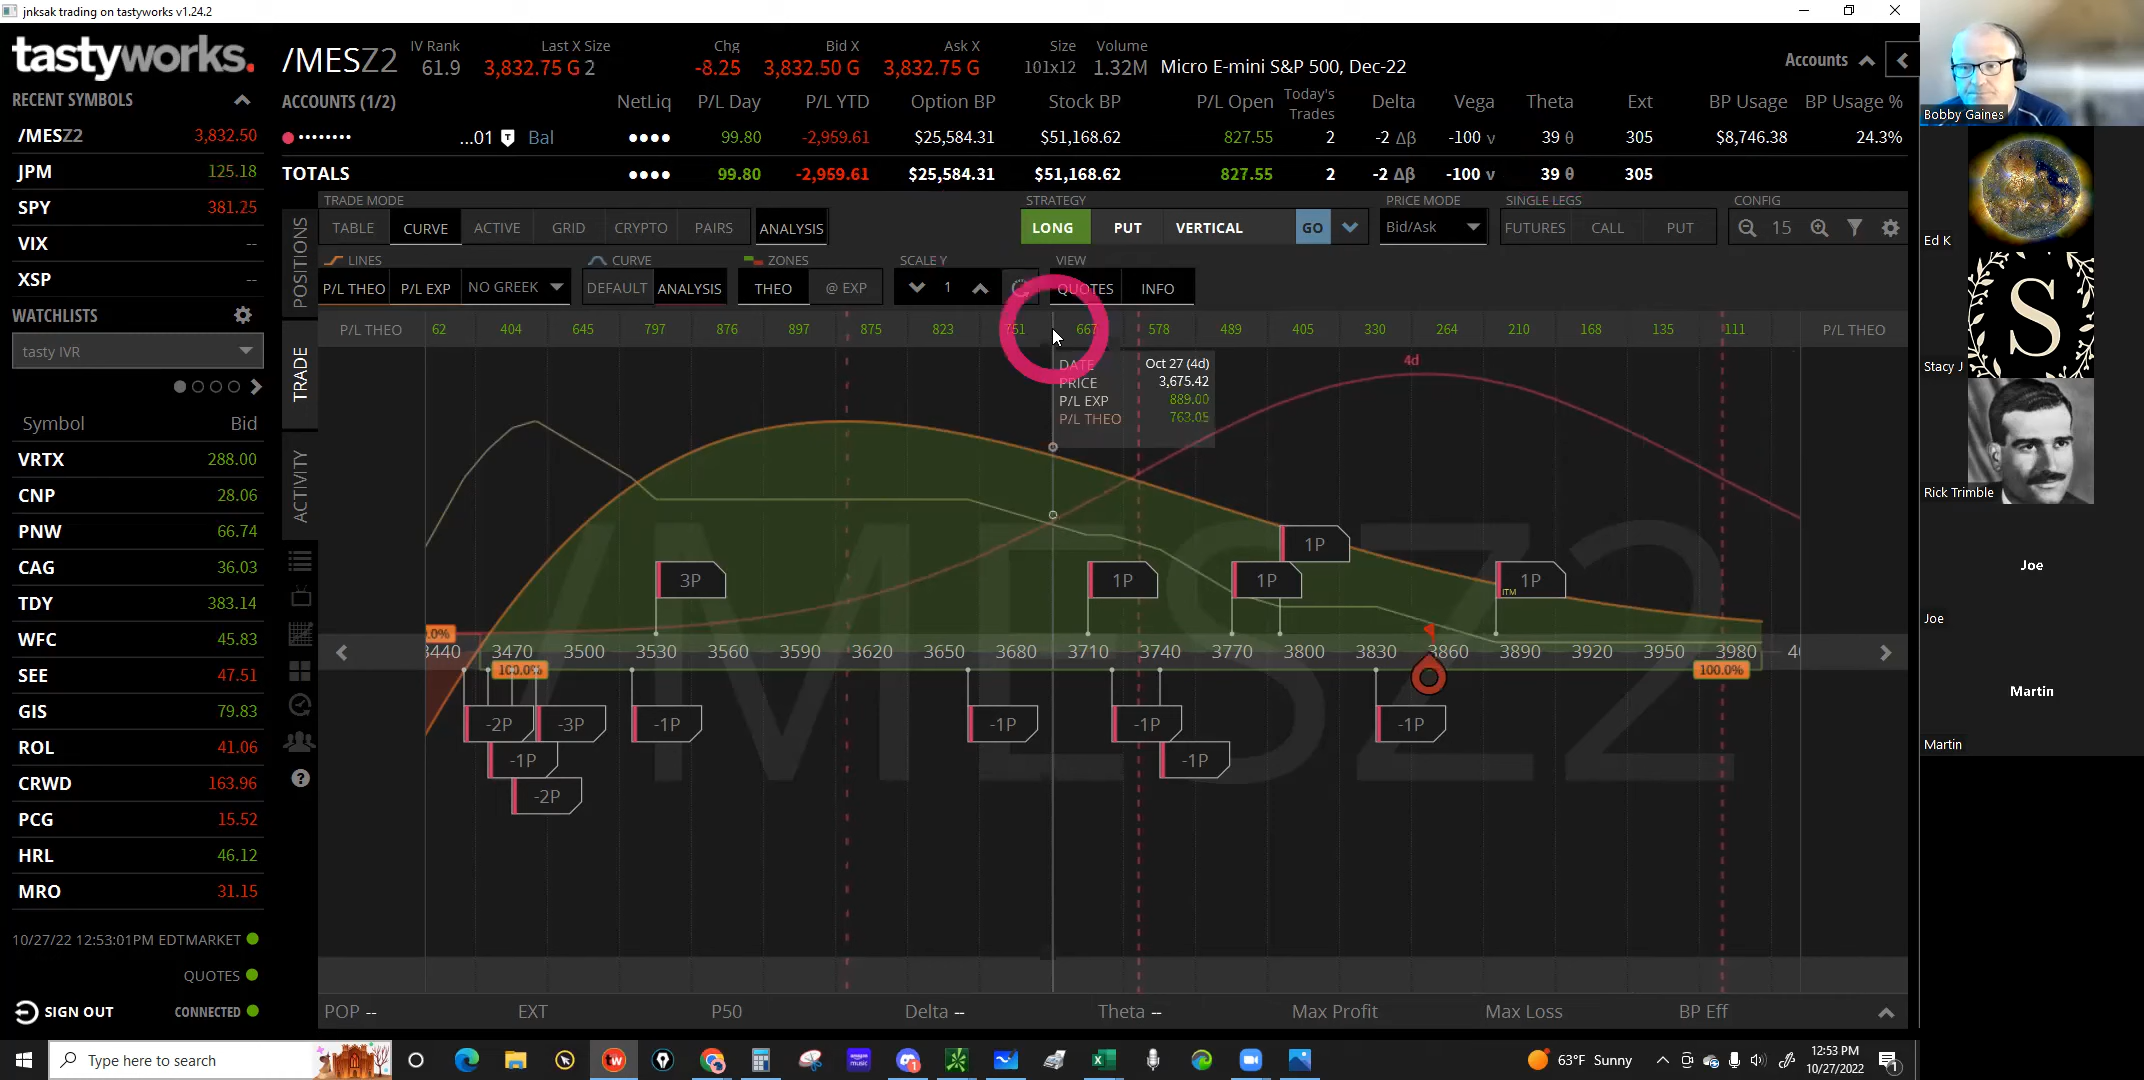 jnksak trading on tastyworks v1.24.2
tastyworks.
/MESZ2
IV Rank
61.9
Last X Size
3,832.75 G 2
Chg
-8.25
Bid X
3,832.50 G
Ask X
3,832.75 G
Size
101x12
Volume
1.32M
Micro E-mini S&P 500, Dec-22
Accounts
RECENT SYMBOLS
/MESZ2 3,832.50
JPM 125.18
SPY 381.25
VIX --
XSP --
WATCHLISTS
tasty IVR
Symbol Bid
VRTX 288.00
CNP 28.06
PNW 66.74
CAG 36.03
TDY 383.14
WFC 45.83
SEE 47.51
GIS 79.83
ROL 41.06
CRWD 163.96
PCG 15.52
HRL 46.12
MRO 31.15
10/27/22 12:53:01PM EDT MARKET
QUOTES
SIGN OUT CONNECTED
ACCOUNTS (1/2) NetLiq P/L Day P/L YTD Option BP Stock BP P/L Open Today's Trades Delta Vega Theta Ext BP Usage BP Usage %
...01 Bal 99.80 -2,959.61 $25,584.31 $51,168.62 827.55 2 -2 Δβ -100 v 39 θ 305 $8,746.38 24.3%
TOTALS 99.80 -2,959.61 $25,584.31 $51,168.62 827.55 2 -2 Δβ -100 v 39 θ 305
POSITIONS
TRADE
ACTIVITY
TRADE MODE
TABLE CURVE ACTIVE GRID CRYPTO PAIRS ANALYSIS
STRATEGY
LONG PUT VERTICAL GO
PRICE MODE
Bid/Ask
SINGLE LEGS
FUTURES CALL PUT
CONFIG
15
LINES
P/L THEO P/L EXP NO GREEK
CURVE
DEFAULT ANALYSIS
ZONES
THEO @ EXP
SCALE Y
1
VIEW
QUOTES INFO
P/L THEO 62 404 645 797 876 897 875 823 751 667 578 489 405 330 264 210 168 135 111 P/L THEO
DATE Oct 27 (4d)
PRICE 3,675.42
P/L EXP 889.00
P/L THEO 763.05
4d
1P
3P 1P 1P 1P
ITM
.0%
3440 3470 3500 3530 3560 3590 3620 3650 3680 3710 3740 3770 3800 3830 3860 3890 3920 3950 3980 40
100.0% 100.0%
/MESZ2
-2P -3P -1P -1P -1P -1P
-1P -1P
-2P
POP -- EXT P50 Delta -- Theta -- Max Profit Max Loss BP Eff
Type here to search
63°F Sunny
12:53 PM
10/27/2022
Bobby Gaines
Ed K
S
Stacy J
Rick Trimble
Joe
Joe
Martin
Martin